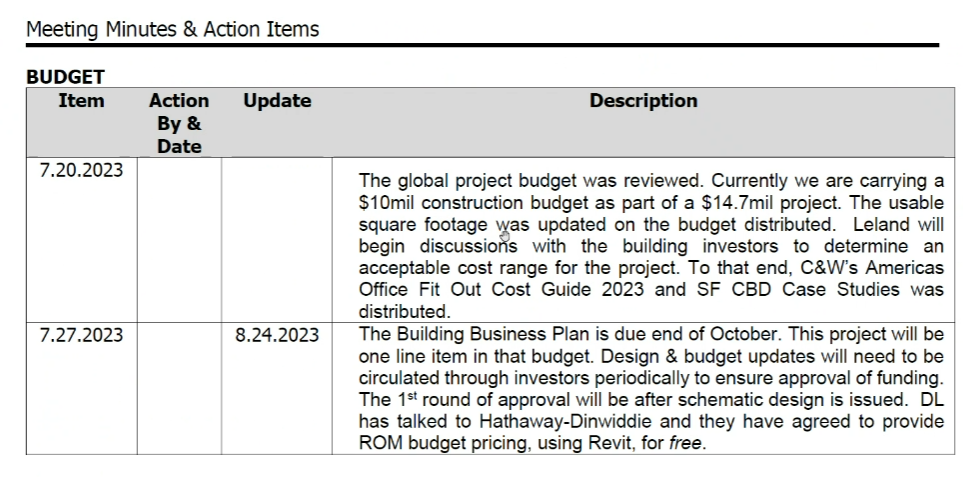 Meeting Minutes & Action Items
BUDGET
Item Action By & Date Update Description
7.20.2023
The global project budget was reviewed. Currently we are carrying a
$10mil construction budget as part of a $14.7mil project. The usable
square footage was updated on the budget distributed. Leland will
begin discussions with the building investors to determine an
acceptable cost range for the project. To that end, C&W's Americas
Office Fit Out Cost Guide 2023 and SF CBD Case Studies was
distributed.
7.27.2023 8.24.2023 The Building Business Plan is due end of October. This project will be
one line item in that budget. Design & budget updates will need to be
circulated through investors periodically to ensure approval of funding.
The 1st round of approval will be after schematic design is issued. DL
has talked to Hathaway-Dinwiddie and they have agreed to provide
ROM budget pricing, using Revit, for free.